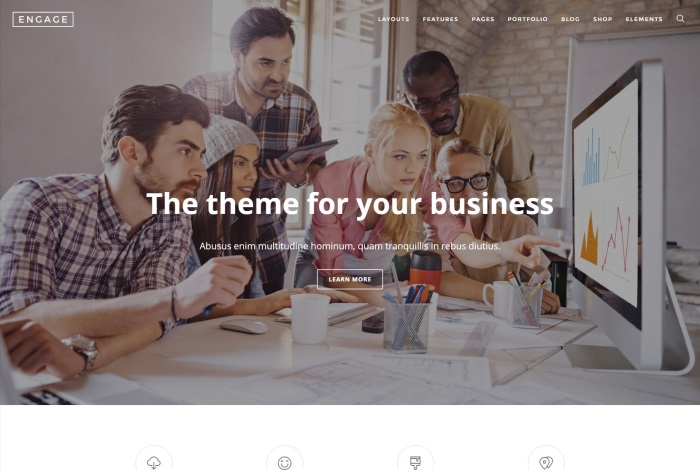 ENGAGE
LAYOUTS FEATURES PAGES PORTFOLIO BLOG SHOP ELEMENTS
The theme for your business
Abusus enim multitudine hominum, quam tranquillis in rebus diutius.
LEARN MORE